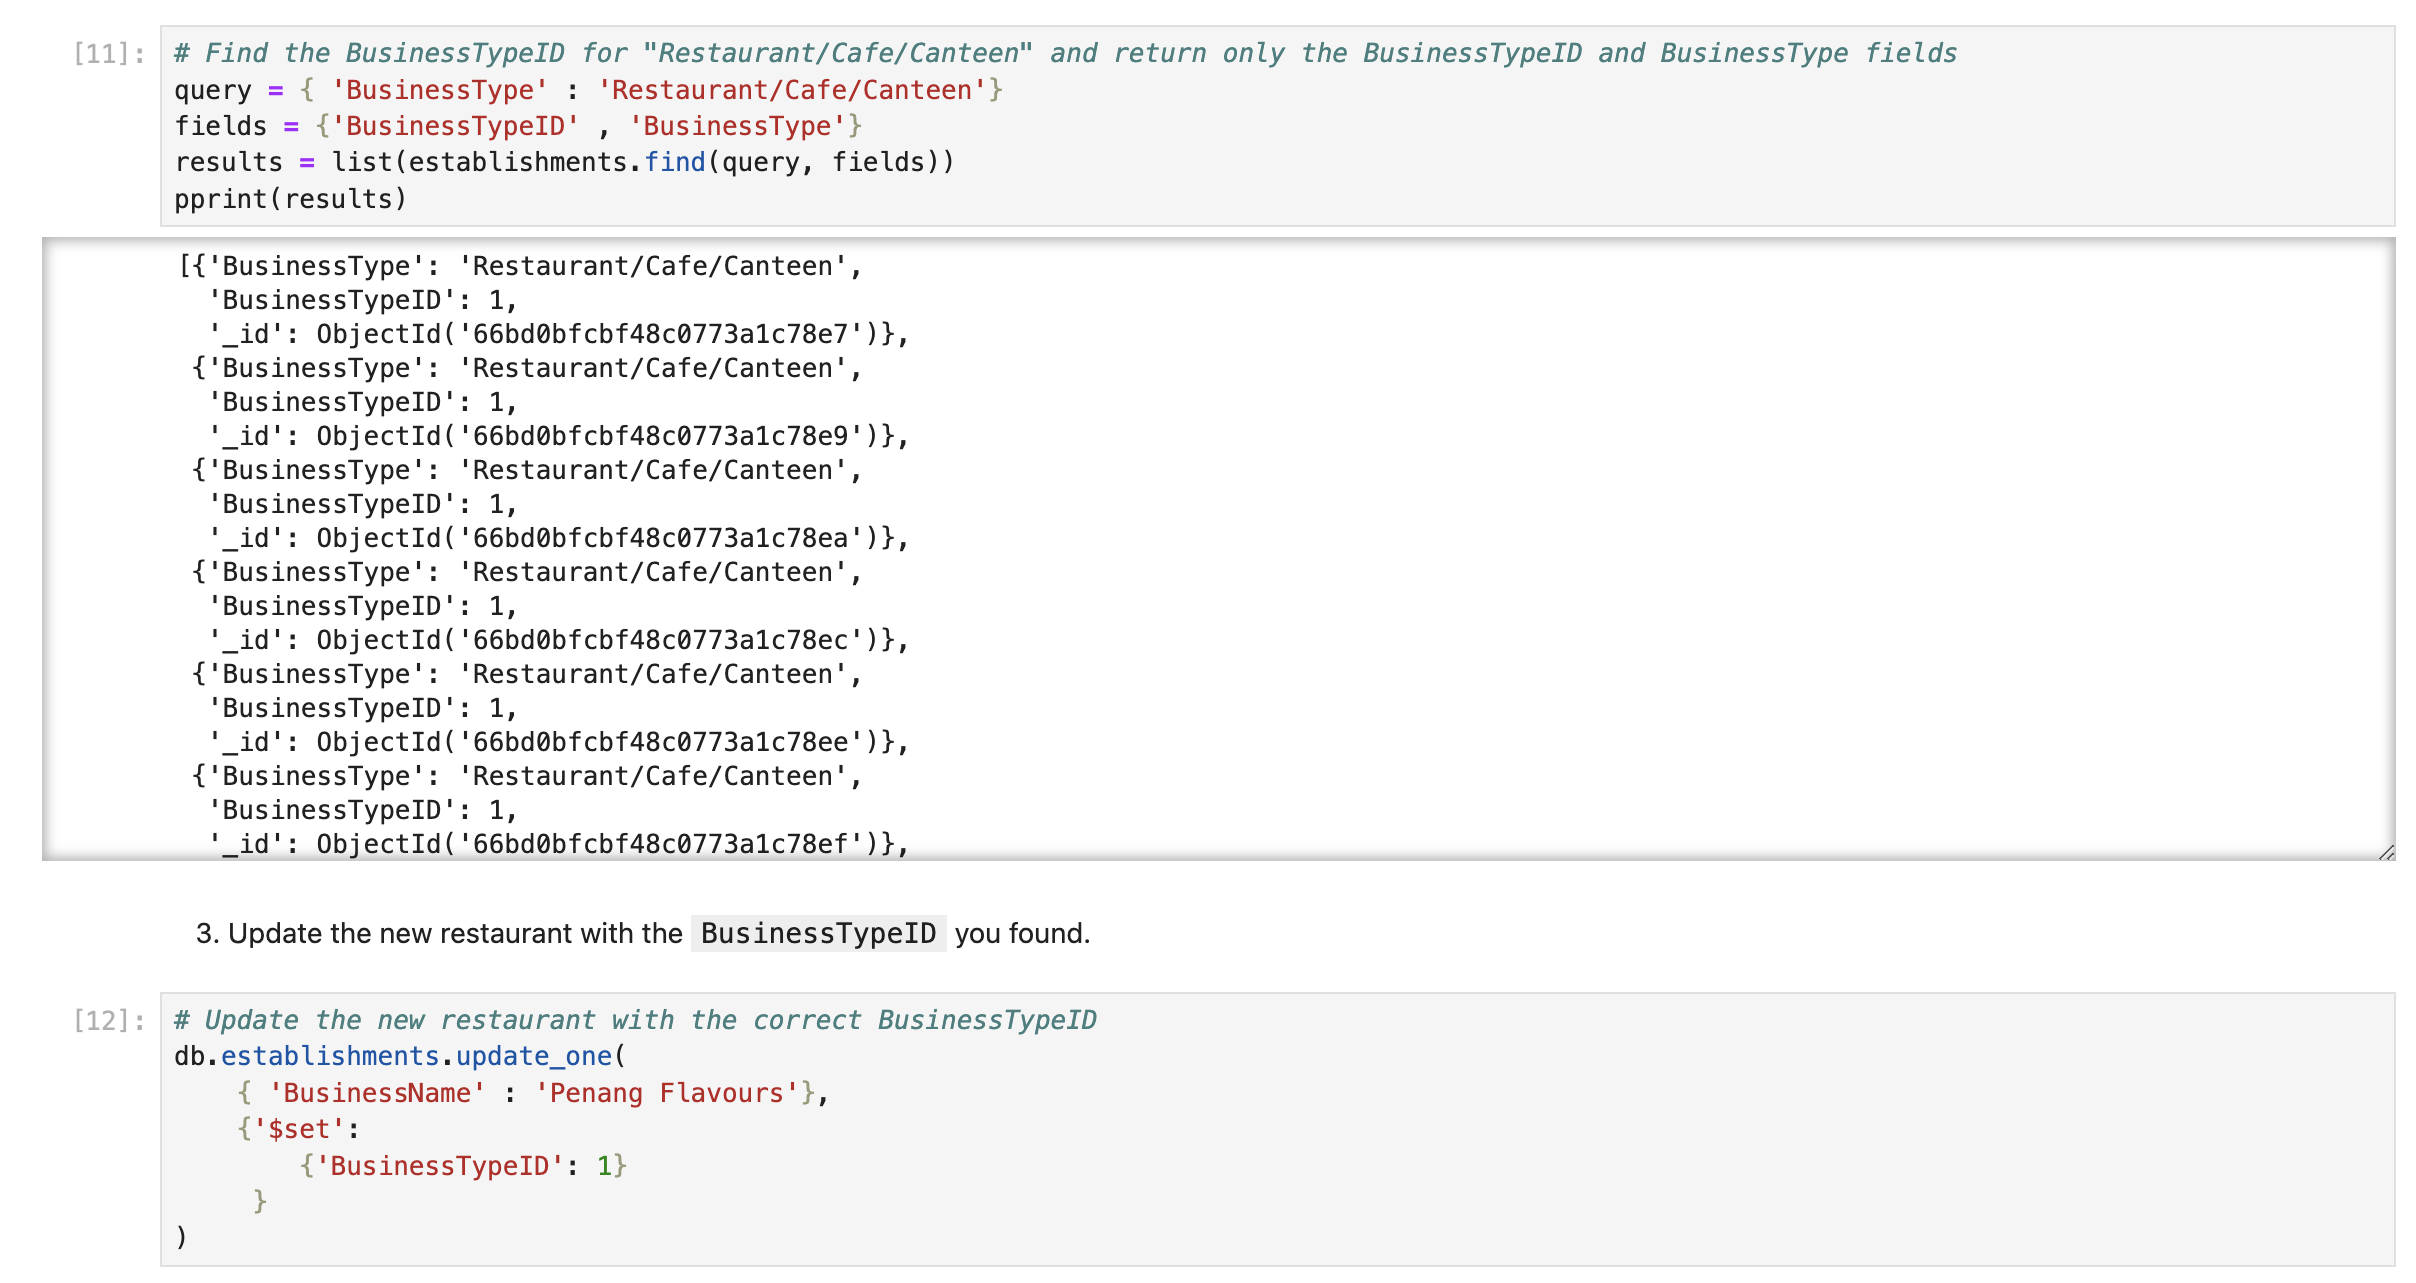 [11]: # Find the BusinessTypeID for "Restaurant/Cafe/Canteen" and return only the BusinessTypeID and BusinessType fields
query = { 'BusinessType' : 'Restaurant/Cafe/Canteen'}
fields = {'BusinessTypeID' , 'BusinessType'}
results = list(establishments.find(query, fields))
pprint(results)
[{'BusinessType': 'Restaurant/Cafe/Canteen',
  'BusinessTypeID': 1,
  '_id': ObjectId('66bd0bfcbf48c0773a1c78e7')},
 {'BusinessType': 'Restaurant/Cafe/Canteen',
  'BusinessTypeID': 1,
  '_id': ObjectId('66bd0bfcbf48c0773a1c78e9')},
 {'BusinessType': 'Restaurant/Cafe/Canteen',
  'BusinessTypeID': 1,
  '_id': ObjectId('66bd0bfcbf48c0773a1c78ea')},
 {'BusinessType': 'Restaurant/Cafe/Canteen',
  'BusinessTypeID': 1,
  '_id': ObjectId('66bd0bfcbf48c0773a1c78ec')},
 {'BusinessType': 'Restaurant/Cafe/Canteen',
  'BusinessTypeID': 1,
  '_id': ObjectId('66bd0bfcbf48c0773a1c78ee')},
 {'BusinessType': 'Restaurant/Cafe/Canteen',
  'BusinessTypeID': 1,
  '_id': ObjectId('66bd0bfcbf48c0773a1c78ef')},
3. Update the new restaurant with the BusinessTypeID you found.
[12]: # Update the new restaurant with the correct BusinessTypeID
db.establishments.update_one(
    { 'BusinessName' : 'Penang Flavours'},
    {'$set':
        {'BusinessTypeID': 1}
     }
)